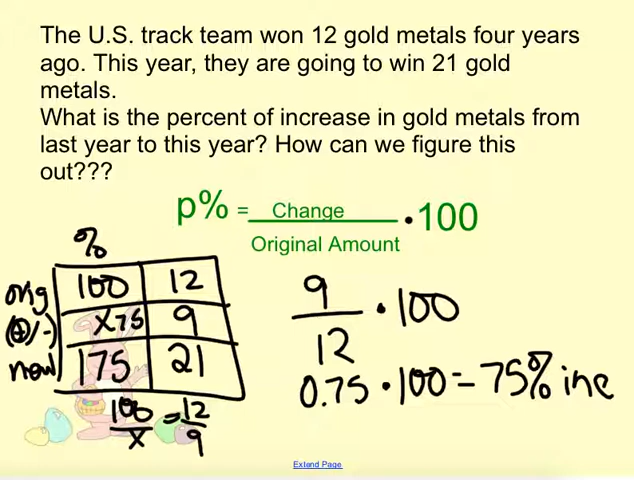 The U.S. track team won 12 gold metals four years
ago. This year, they are going to win 21 gold
metals.
What is the percent of increase in gold metals from
last year to this year? How can we figure this
out???
p% = Change / Original Amount • 100
%
orig 100 12
(+/-) x75 9
new 175 21
100/x = 12/9
9/12 • 100
0.75 • 100 = 75% inc
Extend Page